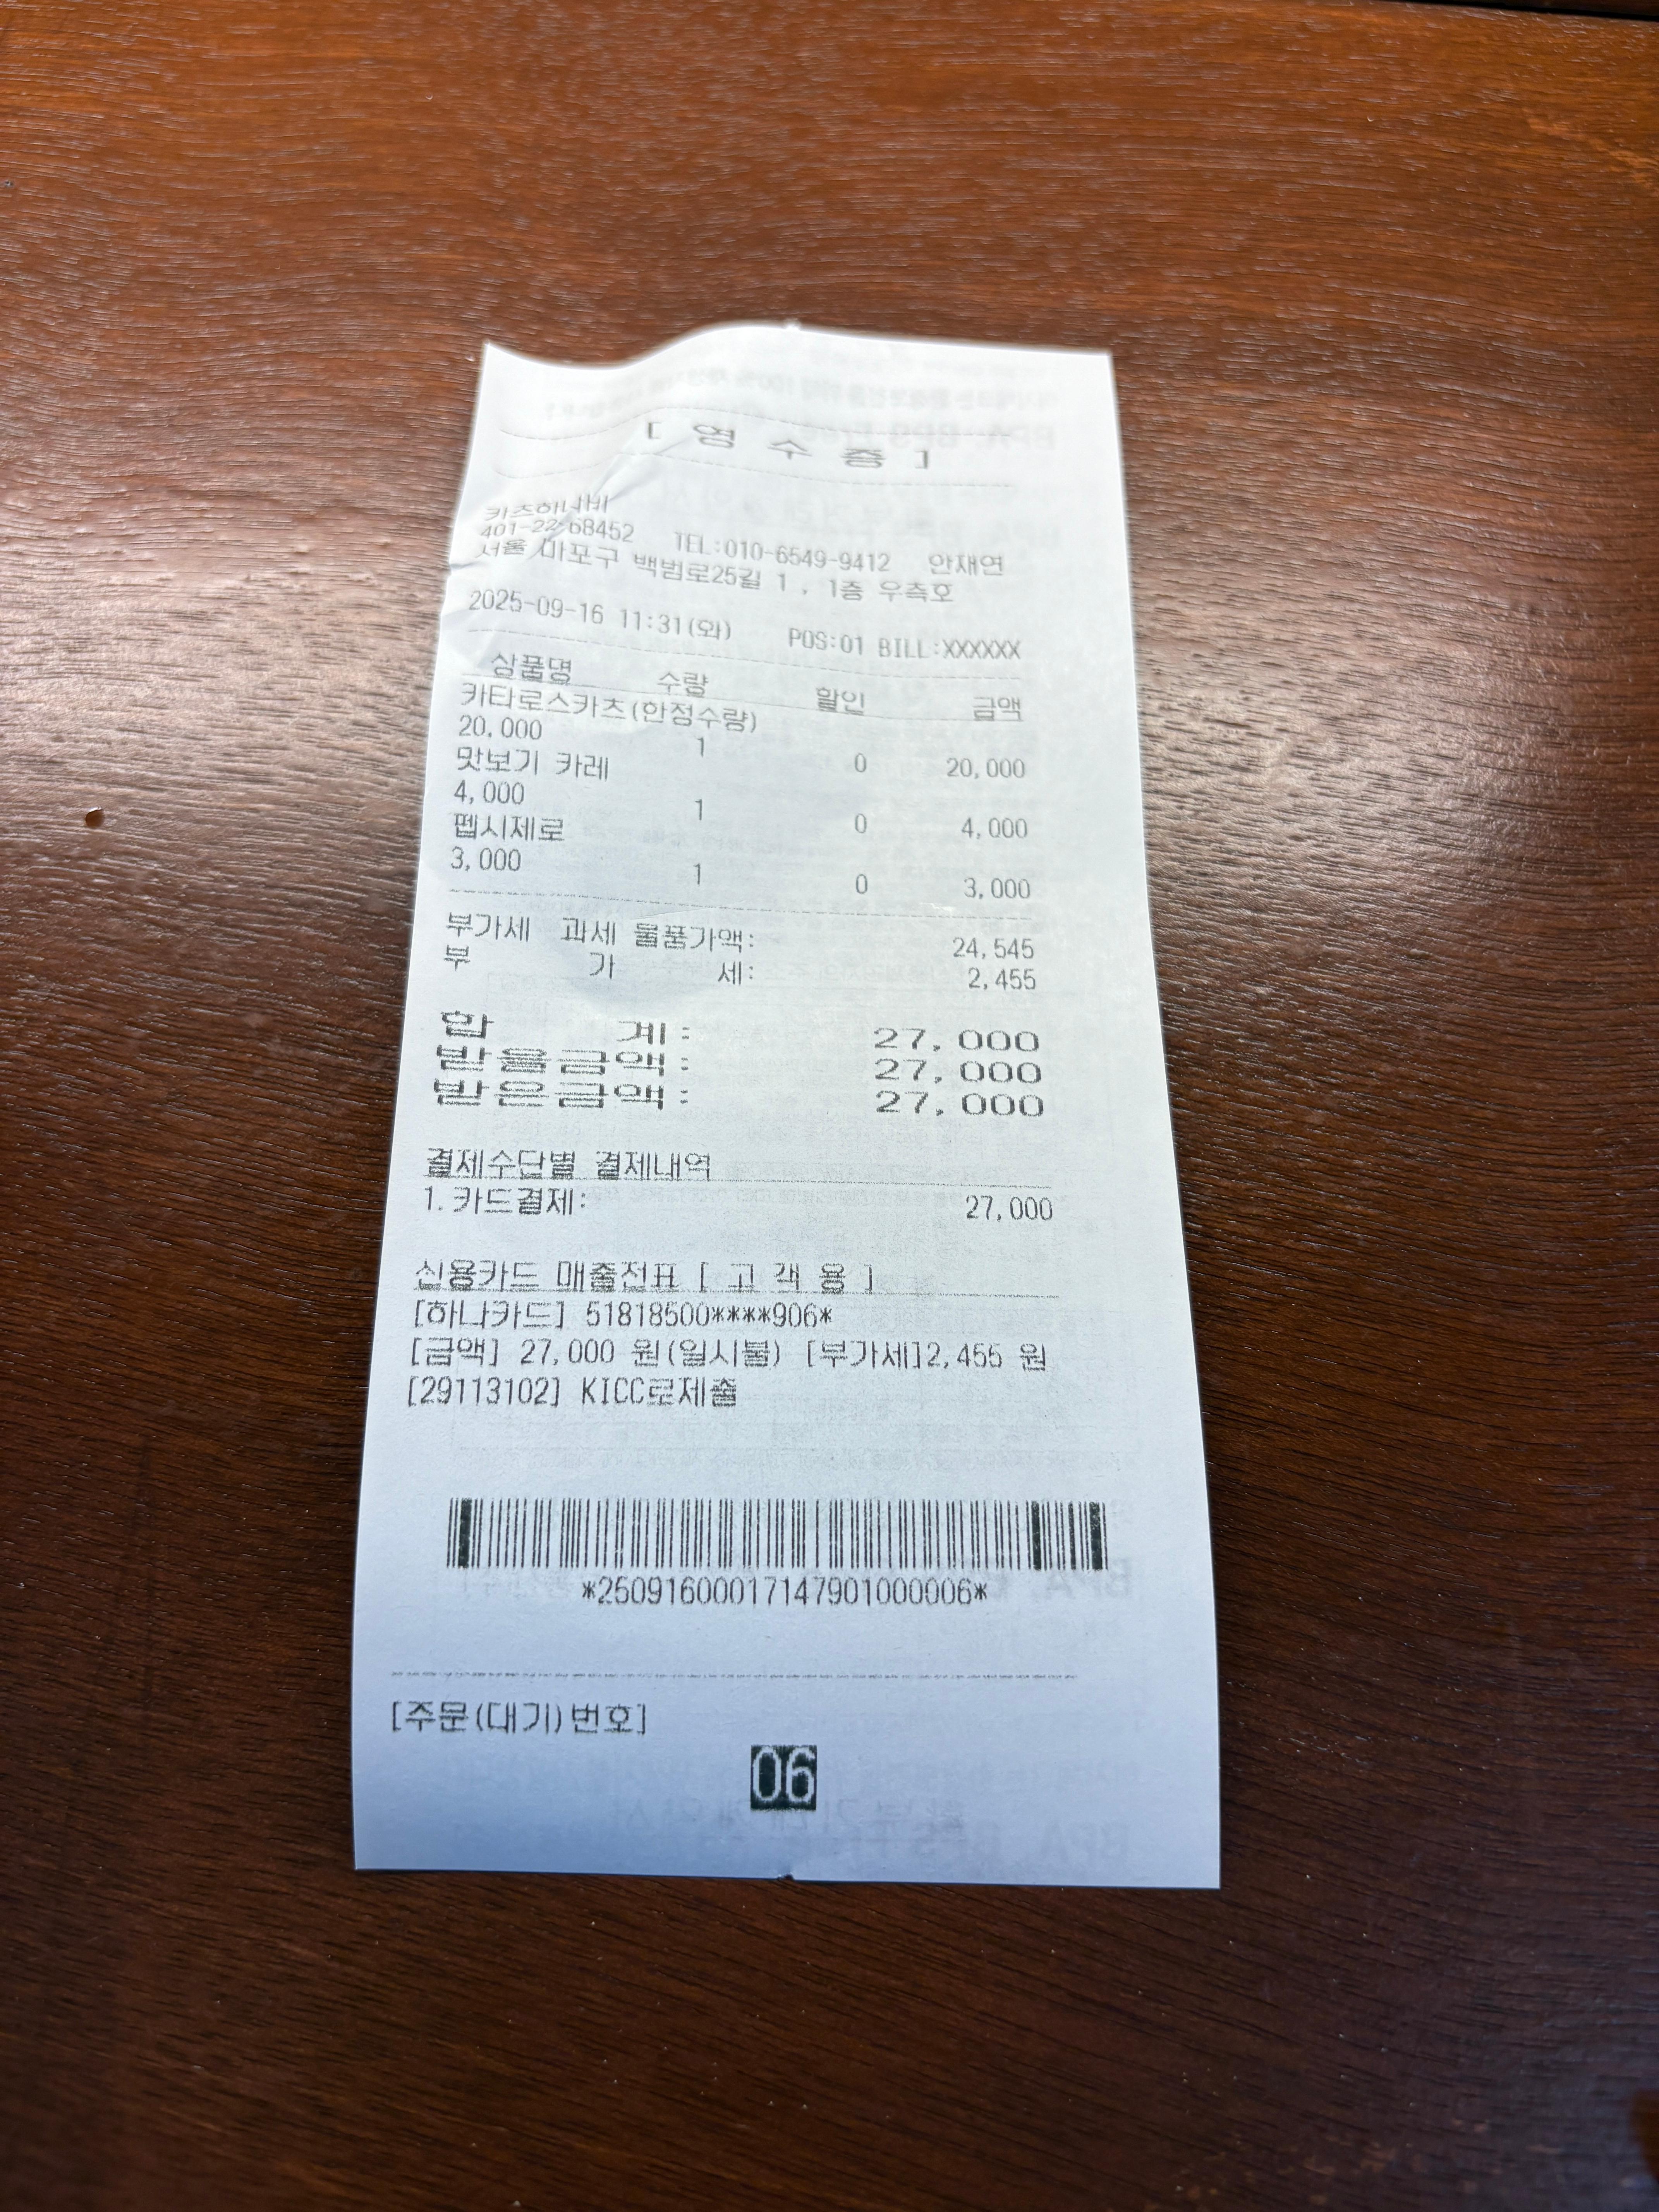 [ 영 수 증 ]
카츠하나비
401-22-68452 TEL:010-6549-9412 안재연
서울 마포구 백범로25길 1 , 1층 우측호
2025-09-16 11:31(화) POS:01 BILL:XXXXXX
상품명 수량 할인 금액
카타로스카츠(한정수량)
20,000 1 0 20,000
맛보기 카레
4,000 1 0 4,000
펩시제로
3,000 1 0 3,000
부가세 과세 물품가액: 24,545
부 가 세: 2,455
합 계: 27,000
받을금액: 27,000
받은금액: 27,000
결제수단별 결제내역
1.카드결제: 27,000
신용카드 매출전표 [ 고 객 용 ]
[하나카드] 51818500****906*
[금액] 27,000 원(일시불) [부가세]2,455 원
[29113102] KICC로제출
*25091600017147901000006*
[주문(대기)번호]
06